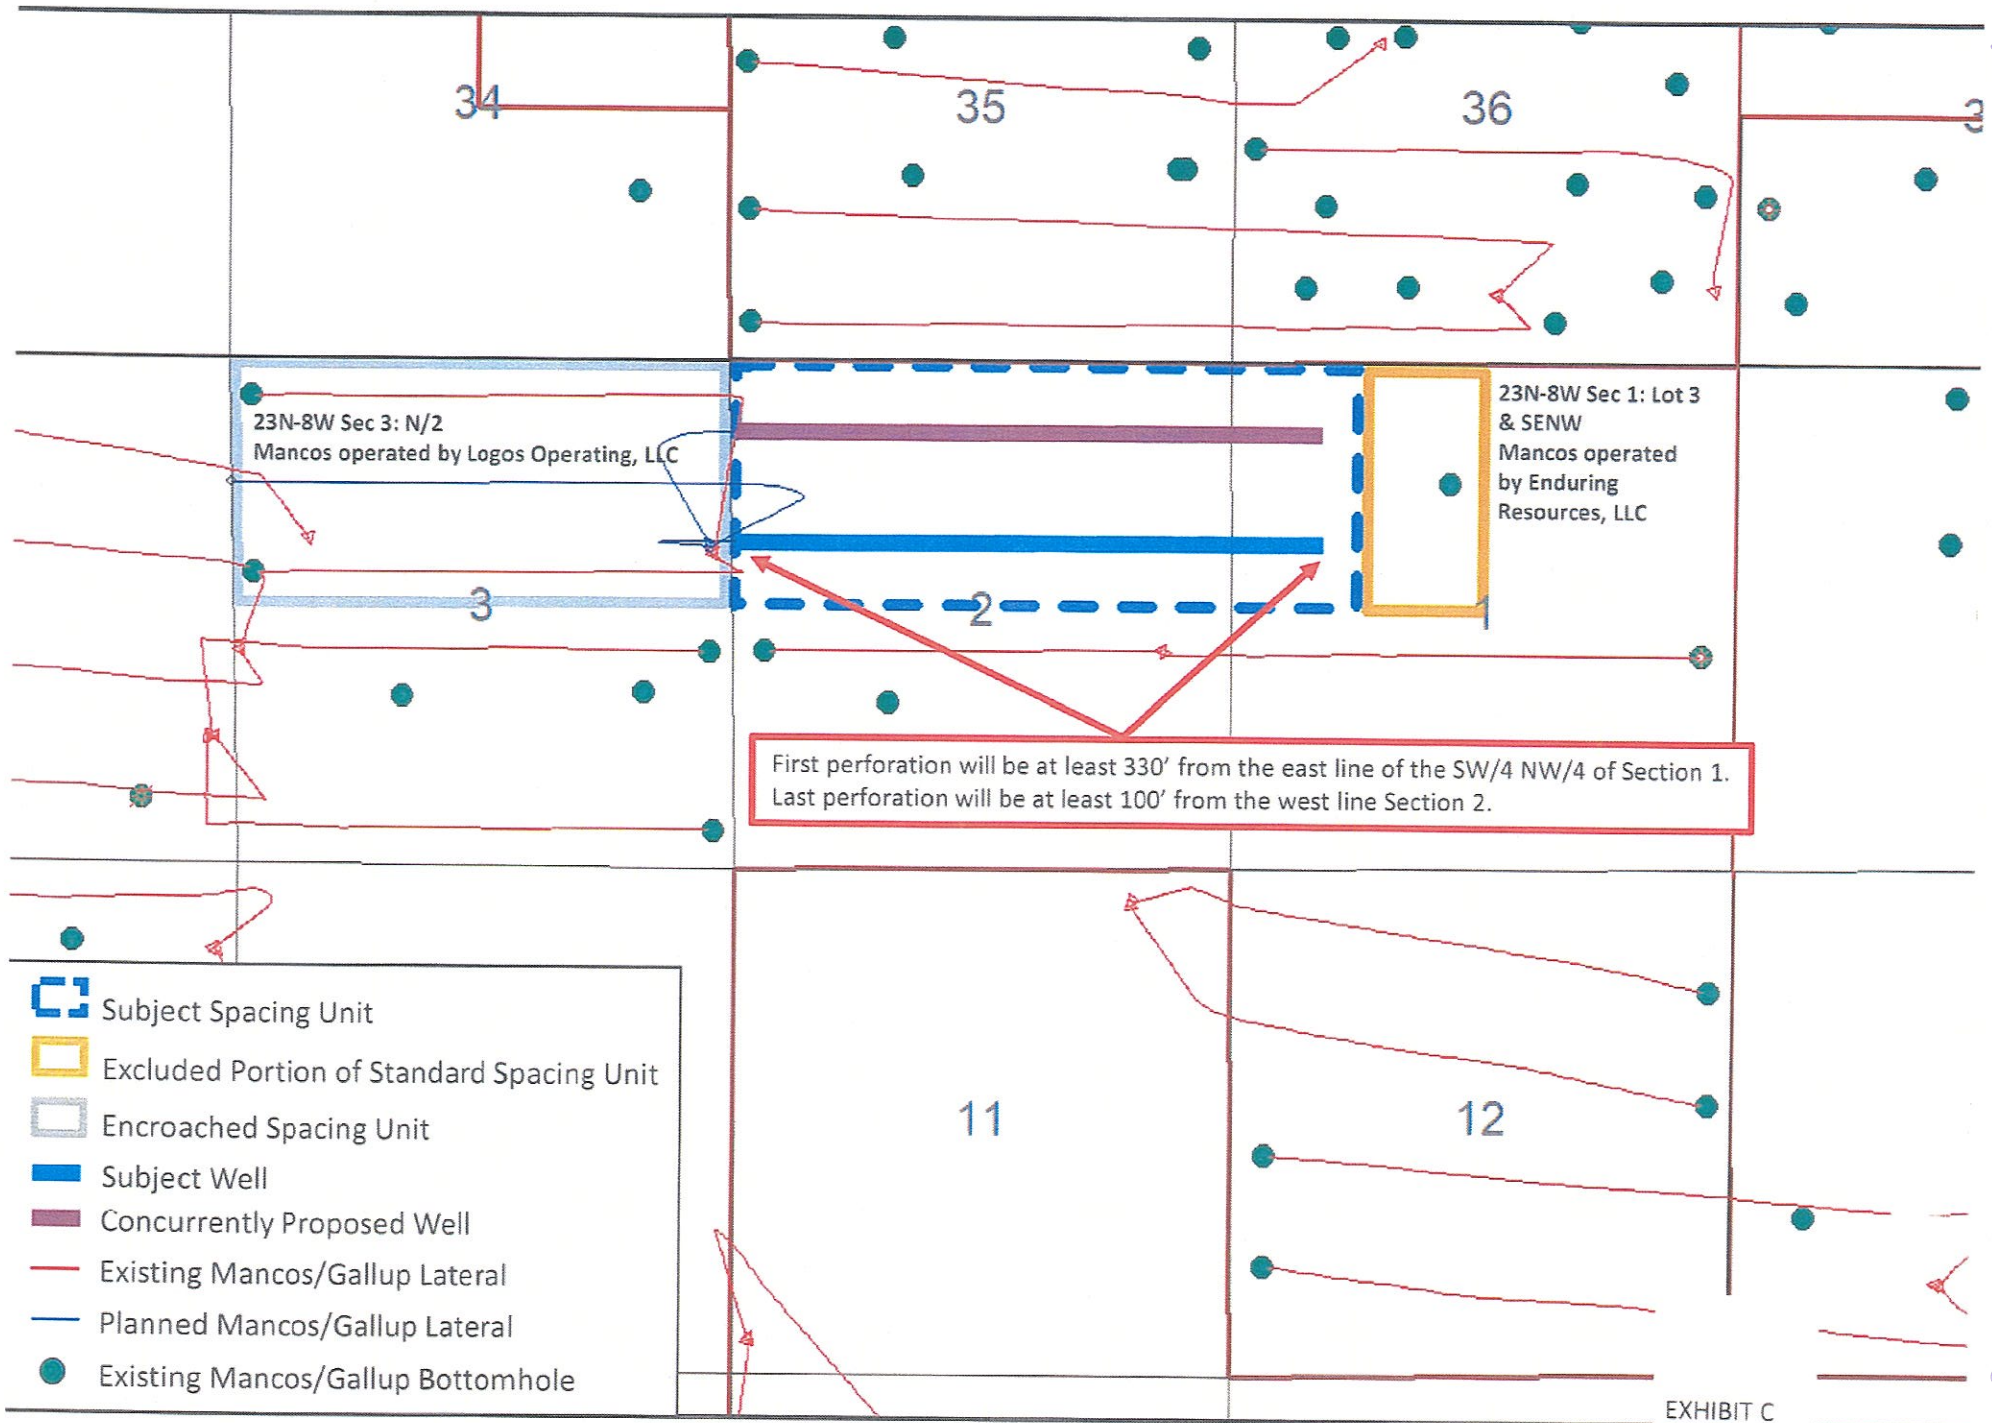 34
35
36
3
23N-8W Sec 3: N/2
Mancos operated by Logos Operating, LLC
23N-8W Sec 1: Lot 3
& SENW
Mancos operated
by Enduring
Resources, LLC
3
2
1
First perforation will be at least 330' from the east line of the SW/4 NW/4 of Section 1.
Last perforation will be at least 100' from the west line Section 2.
11
12
Subject Spacing Unit
Excluded Portion of Standard Spacing Unit
Encroached Spacing Unit
Subject Well
Concurrently Proposed Well
Existing Mancos/Gallup Lateral
Planned Mancos/Gallup Lateral
Existing Mancos/Gallup Bottomhole
EXHIBIT C